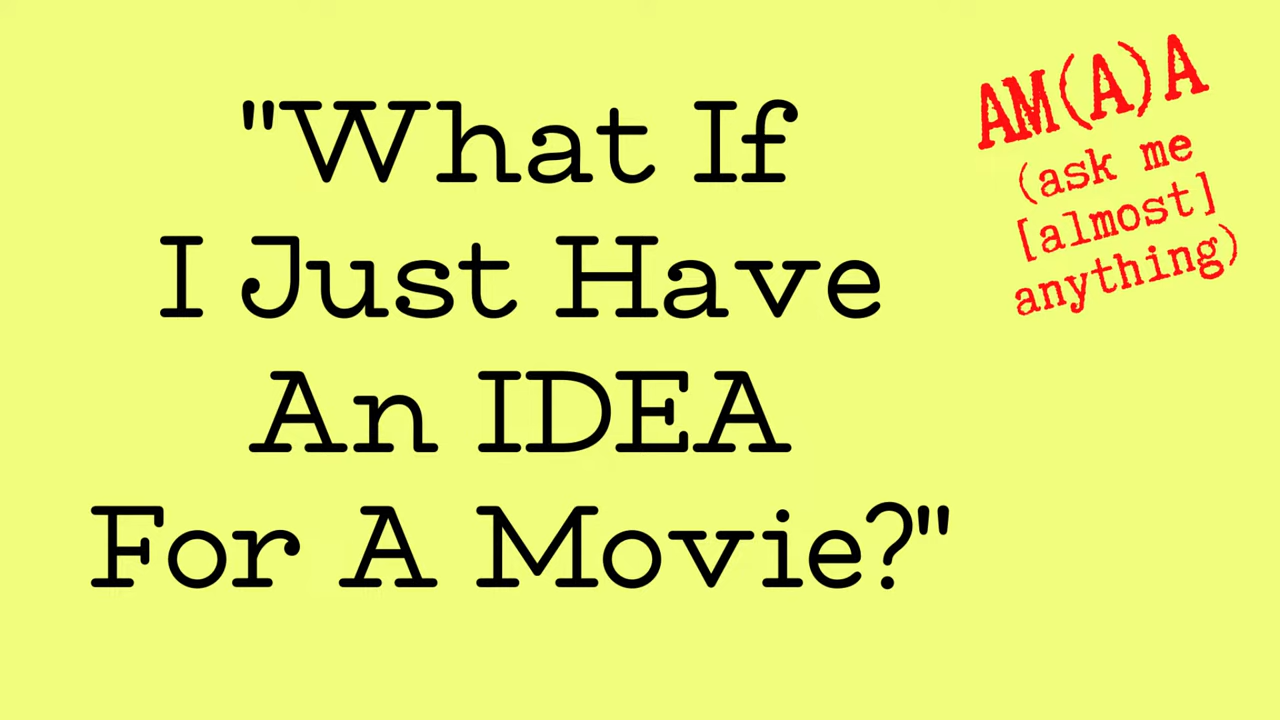 "What If
I Just Have
An IDEA
For A Movie?"
AM(A)A
(ask me
[almost]
anything)